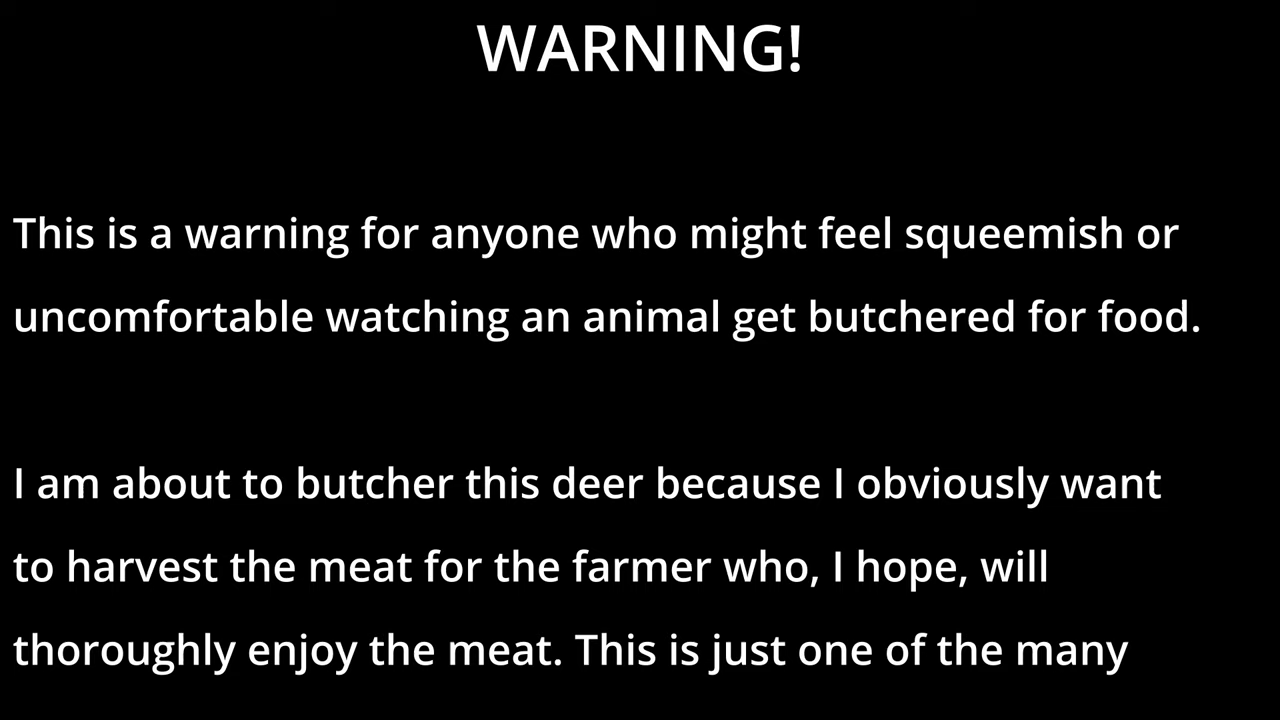 WARNING!
This is a warning for anyone who might feel squeemish or
uncomfortable watching an animal get butchered for food.
I am about to butcher this deer because I obviously want
to harvest the meat for the farmer who, I hope, will
thoroughly enjoy the meat. This is just one of the many